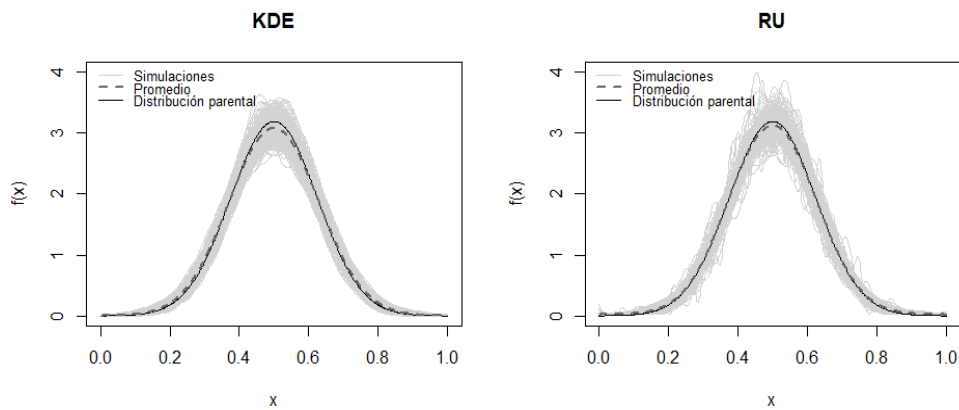 KDE
Simulaciones
Promedio
Distribución parental
f(x)
4
3
2
1
0
0.0 0.2 0.4 0.6 0.8 1.0
x
RU
Simulaciones
Promedio
Distribución parental
f(x)
4
3
2
1
0
0.0 0.2 0.4 0.6 0.8 1.0
x